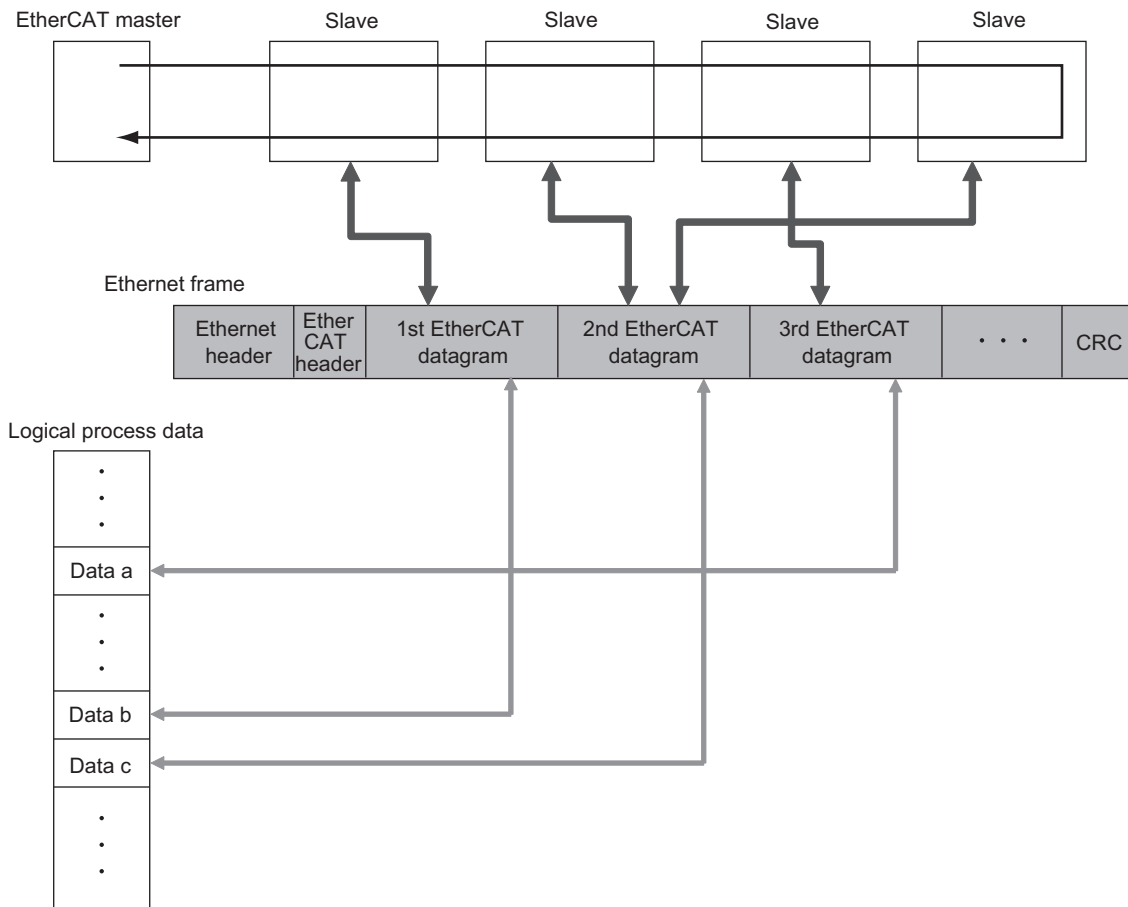 EtherCAT master
Slave
Slave
Slave
Slave
Ethernet frame
Ethernet
header
Ether
CAT
header
1st EtherCAT
datagram
2nd EtherCAT
datagram
3rd EtherCAT
datagram
· · ·
CRC
Logical process data
Data a
Data b
Data c